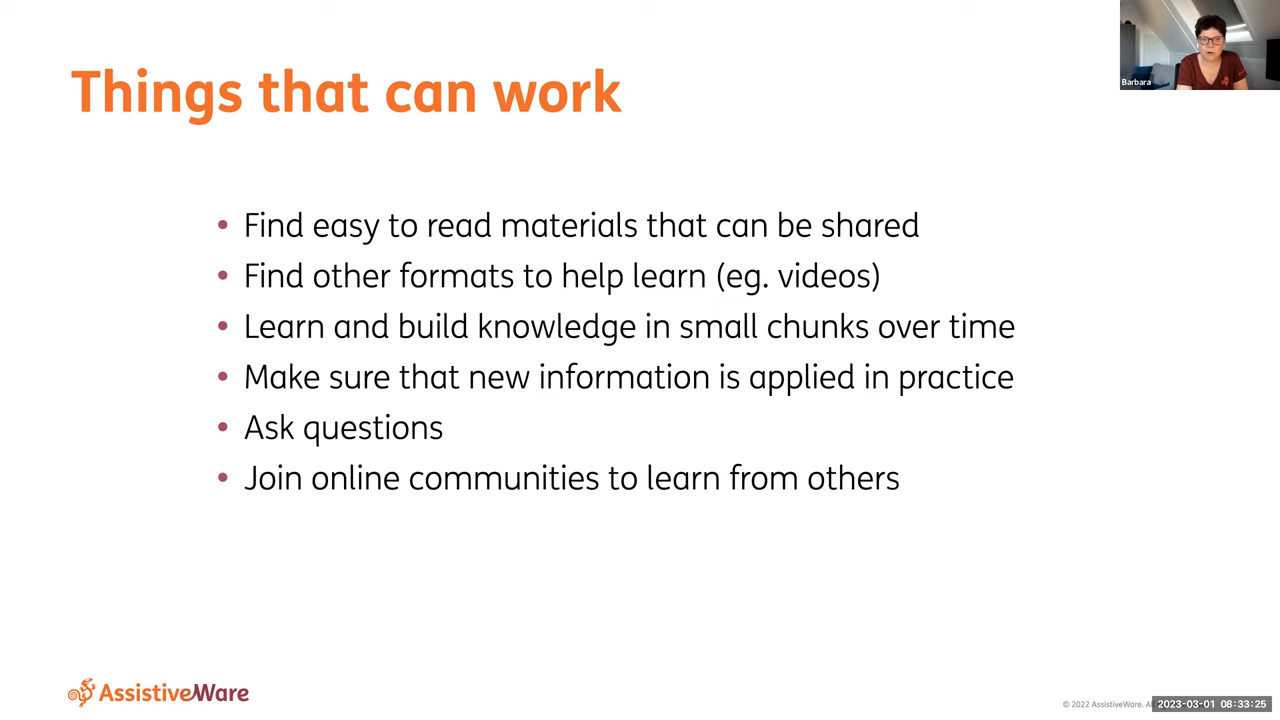 Things that can work
Barbara
• Find easy to read materials that can be shared
• Find other formats to help learn (eg. videos)
• Learn and build knowledge in small chunks over time
• Make sure that new information is applied in practice
• Ask questions
• Join online communities to learn from others
AssistiveWare
© 2022 AssistiveWare.
2023-03-01 08:33:25